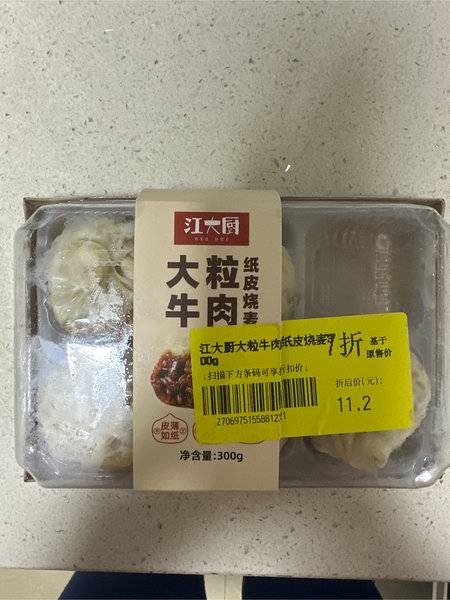 江大厨
大粒
牛肉
纸皮烧麦
江大厨大粒牛肉纸皮烧麦3
00g
7折
基于
原售价
↓扫描下方条码可享折扣价↓
折后价(元):
11.2
皮薄
如纸
净含量:300g